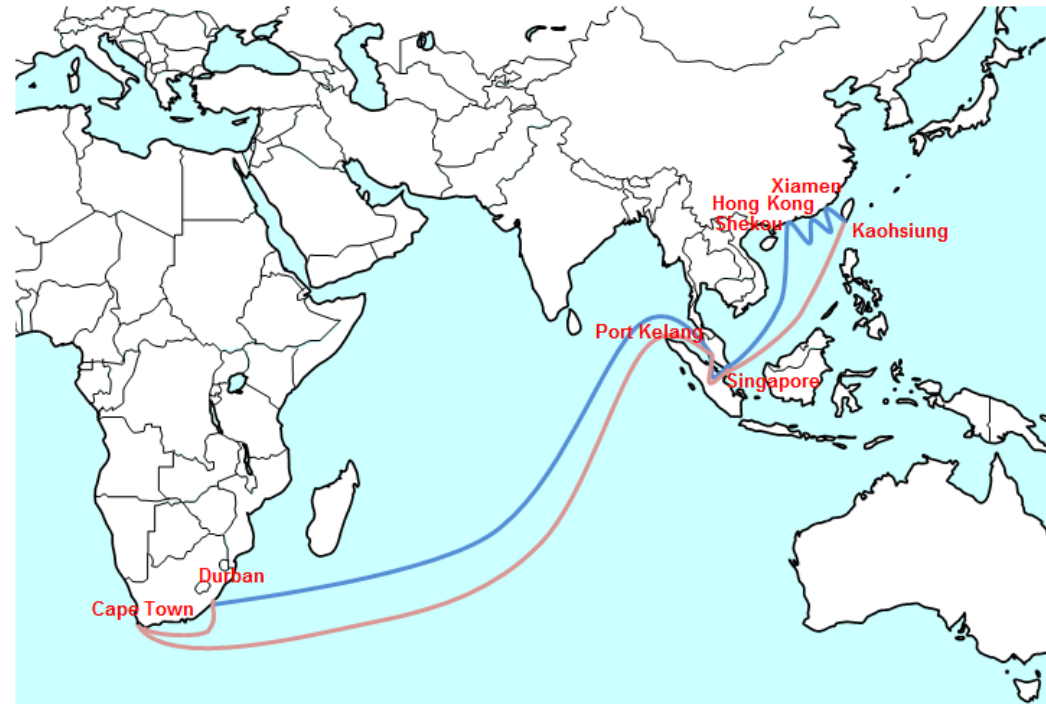 Xiamen
Hong Kong
Shekou
Kaohsiung
Port Kelang
Singapore
Durban
Cape Town